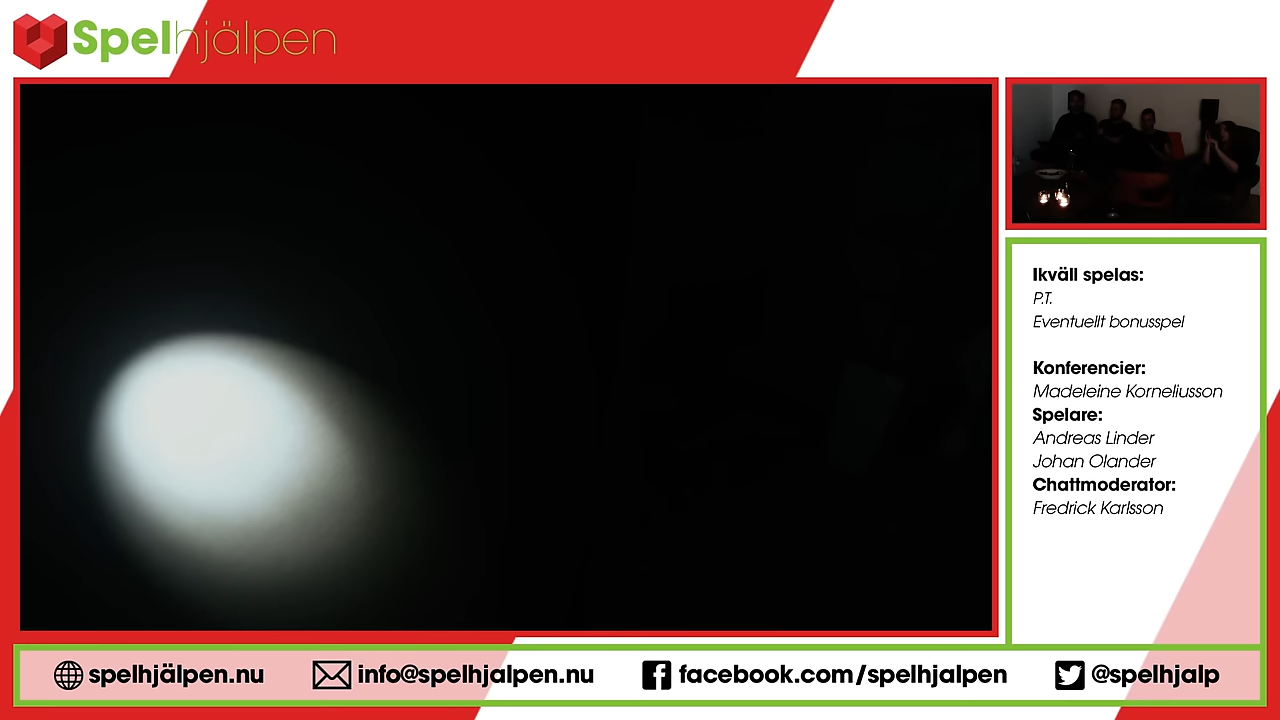 Spelhjälpen
Ikväll spelas:
P.T.
Eventuellt bonusspel
Konferencier:
Madeleine Korneliusson
Spelare:
Andreas Linder
Johan Olander
Chattmoderator:
Fredrick Karlsson
spelhjälpen.nu info@spelhjalpen.nu facebook.com/spelhjalpen @spelhjalp